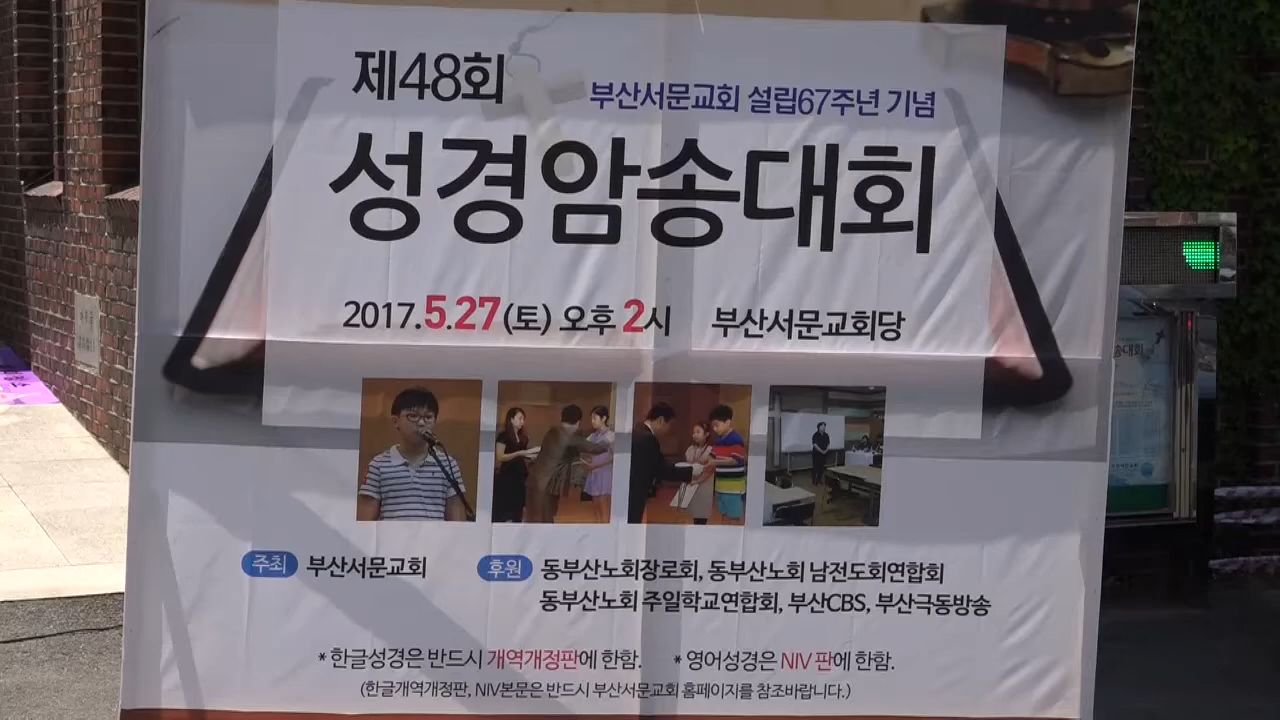 제48회
부산서문교회 설립67주년 기념
성경암송대회
2017.5.27(토) 오후 2시 부산서문교회당
주최 부산서문교회
후원 동부산노회장로회, 동부산노회 남전도회연합회
동부산노회 주일학교연합회, 부산CBS, 부산극동방송
* 한글성경은 반드시 개역개정판에 한함. * 영어성경은 NIV 판에 한함.
(한글개역개정판, NIV본문은 반드시 부산서문교회 홈페이지를 참조바랍니다.)
송대회